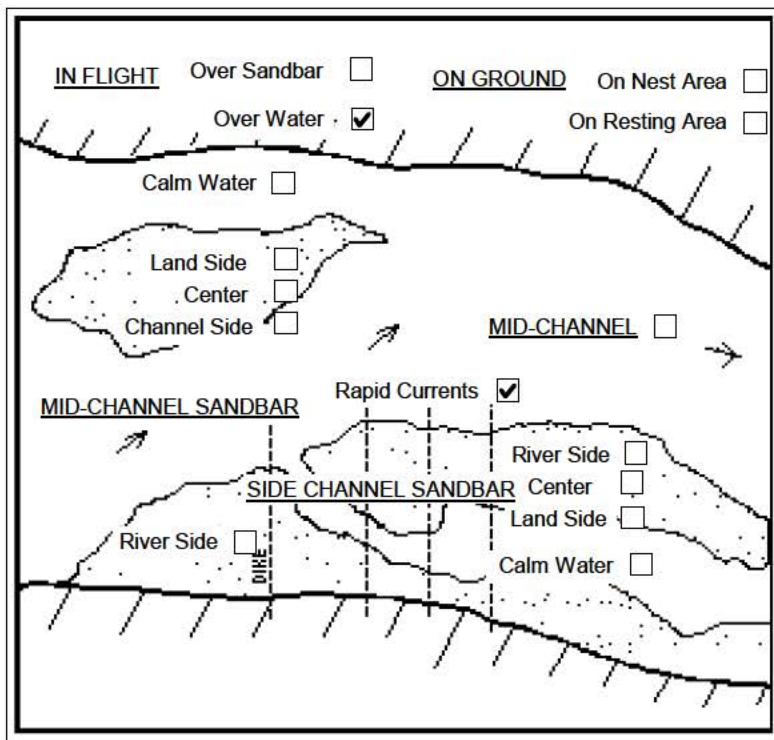 IN FLIGHT
Over Sandbar
ON GROUND
On Nest Area
Over Water
On Resting Area
Calm Water
Land Side
Center
Channel Side
MID-CHANNEL
Rapid Currents
MID-CHANNEL SANDBAR
River Side
SIDE CHANNEL SANDBAR
Center
Land Side
River Side
DIKE
Calm Water